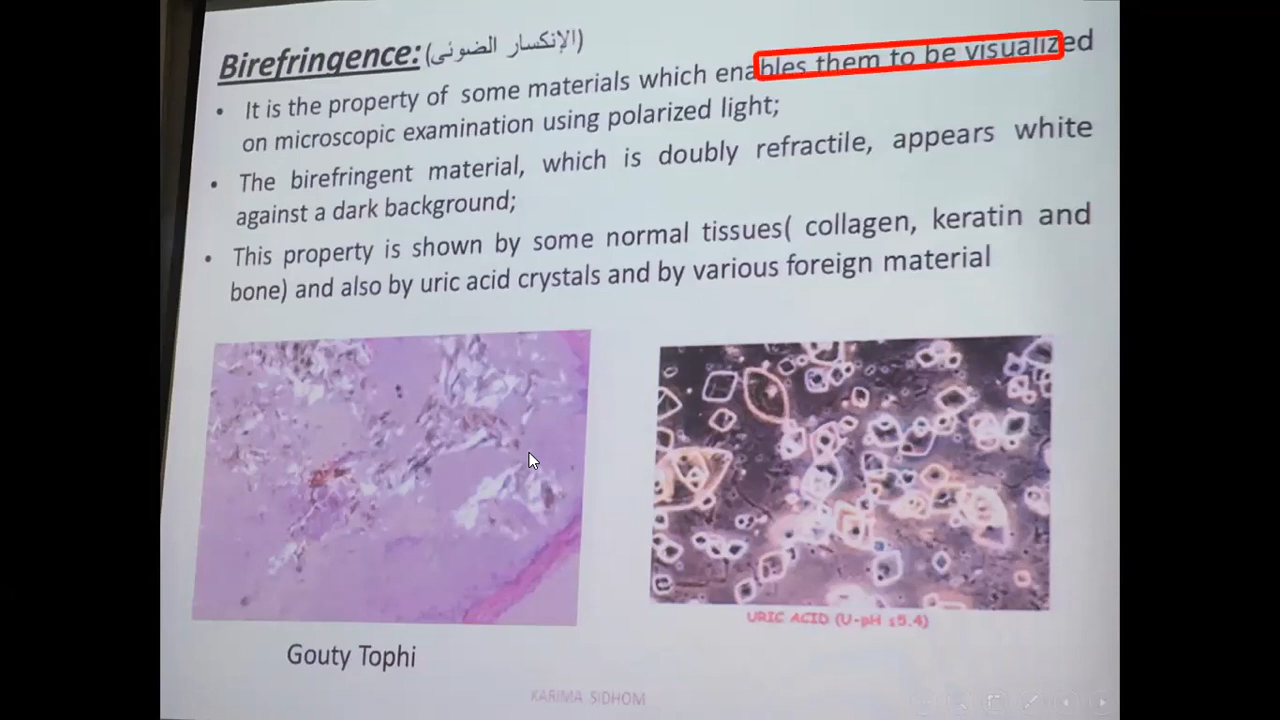 Birefringence: (الإنكسار الضوئى)
• It is the property of some materials which enables them to be visualized
on microscopic examination using polarized light;
• The birefringent material, which is doubly refractile, appears white
against a dark background;
• This property is shown by some normal tissues( collagen, keratin and
bone) and also by uric acid crystals and by various foreign material
Gouty Tophi
URIC ACID (U-pH ≤5.4)
KARIMA SIDHOM